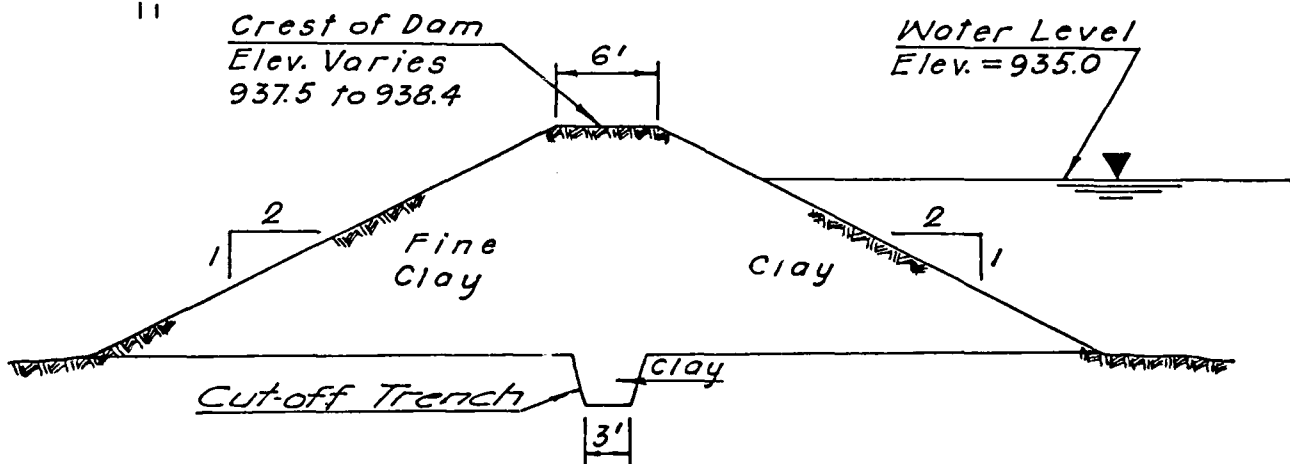 11
Crest of Dam
Elev. Varies
937.5 to 938.4
6'
Water Level
Elev. = 935.0
2
1
Fine
Clay
Clay
2
1
Cut-off Trench
clay
3'